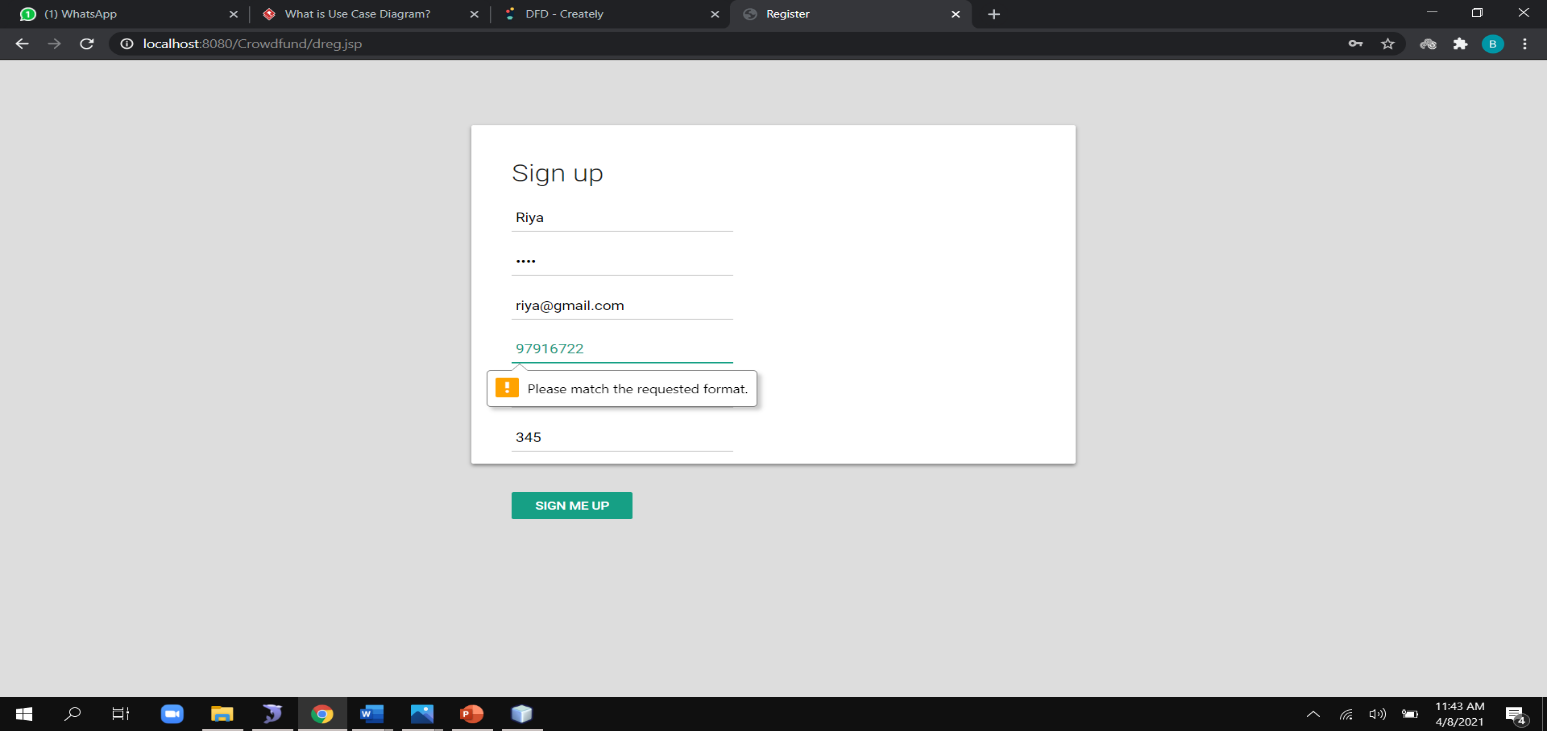 (1) WhatsApp
What is Use Case Diagram?
DFD - Creately
Register
localhost:8080/Crowdfund/dreg.jsp
B
Sign up
Riya
••••
riya@gmail.com
97916722
! Please match the requested format.
345
SIGN ME UP
11:43 AM
4/8/2021
4